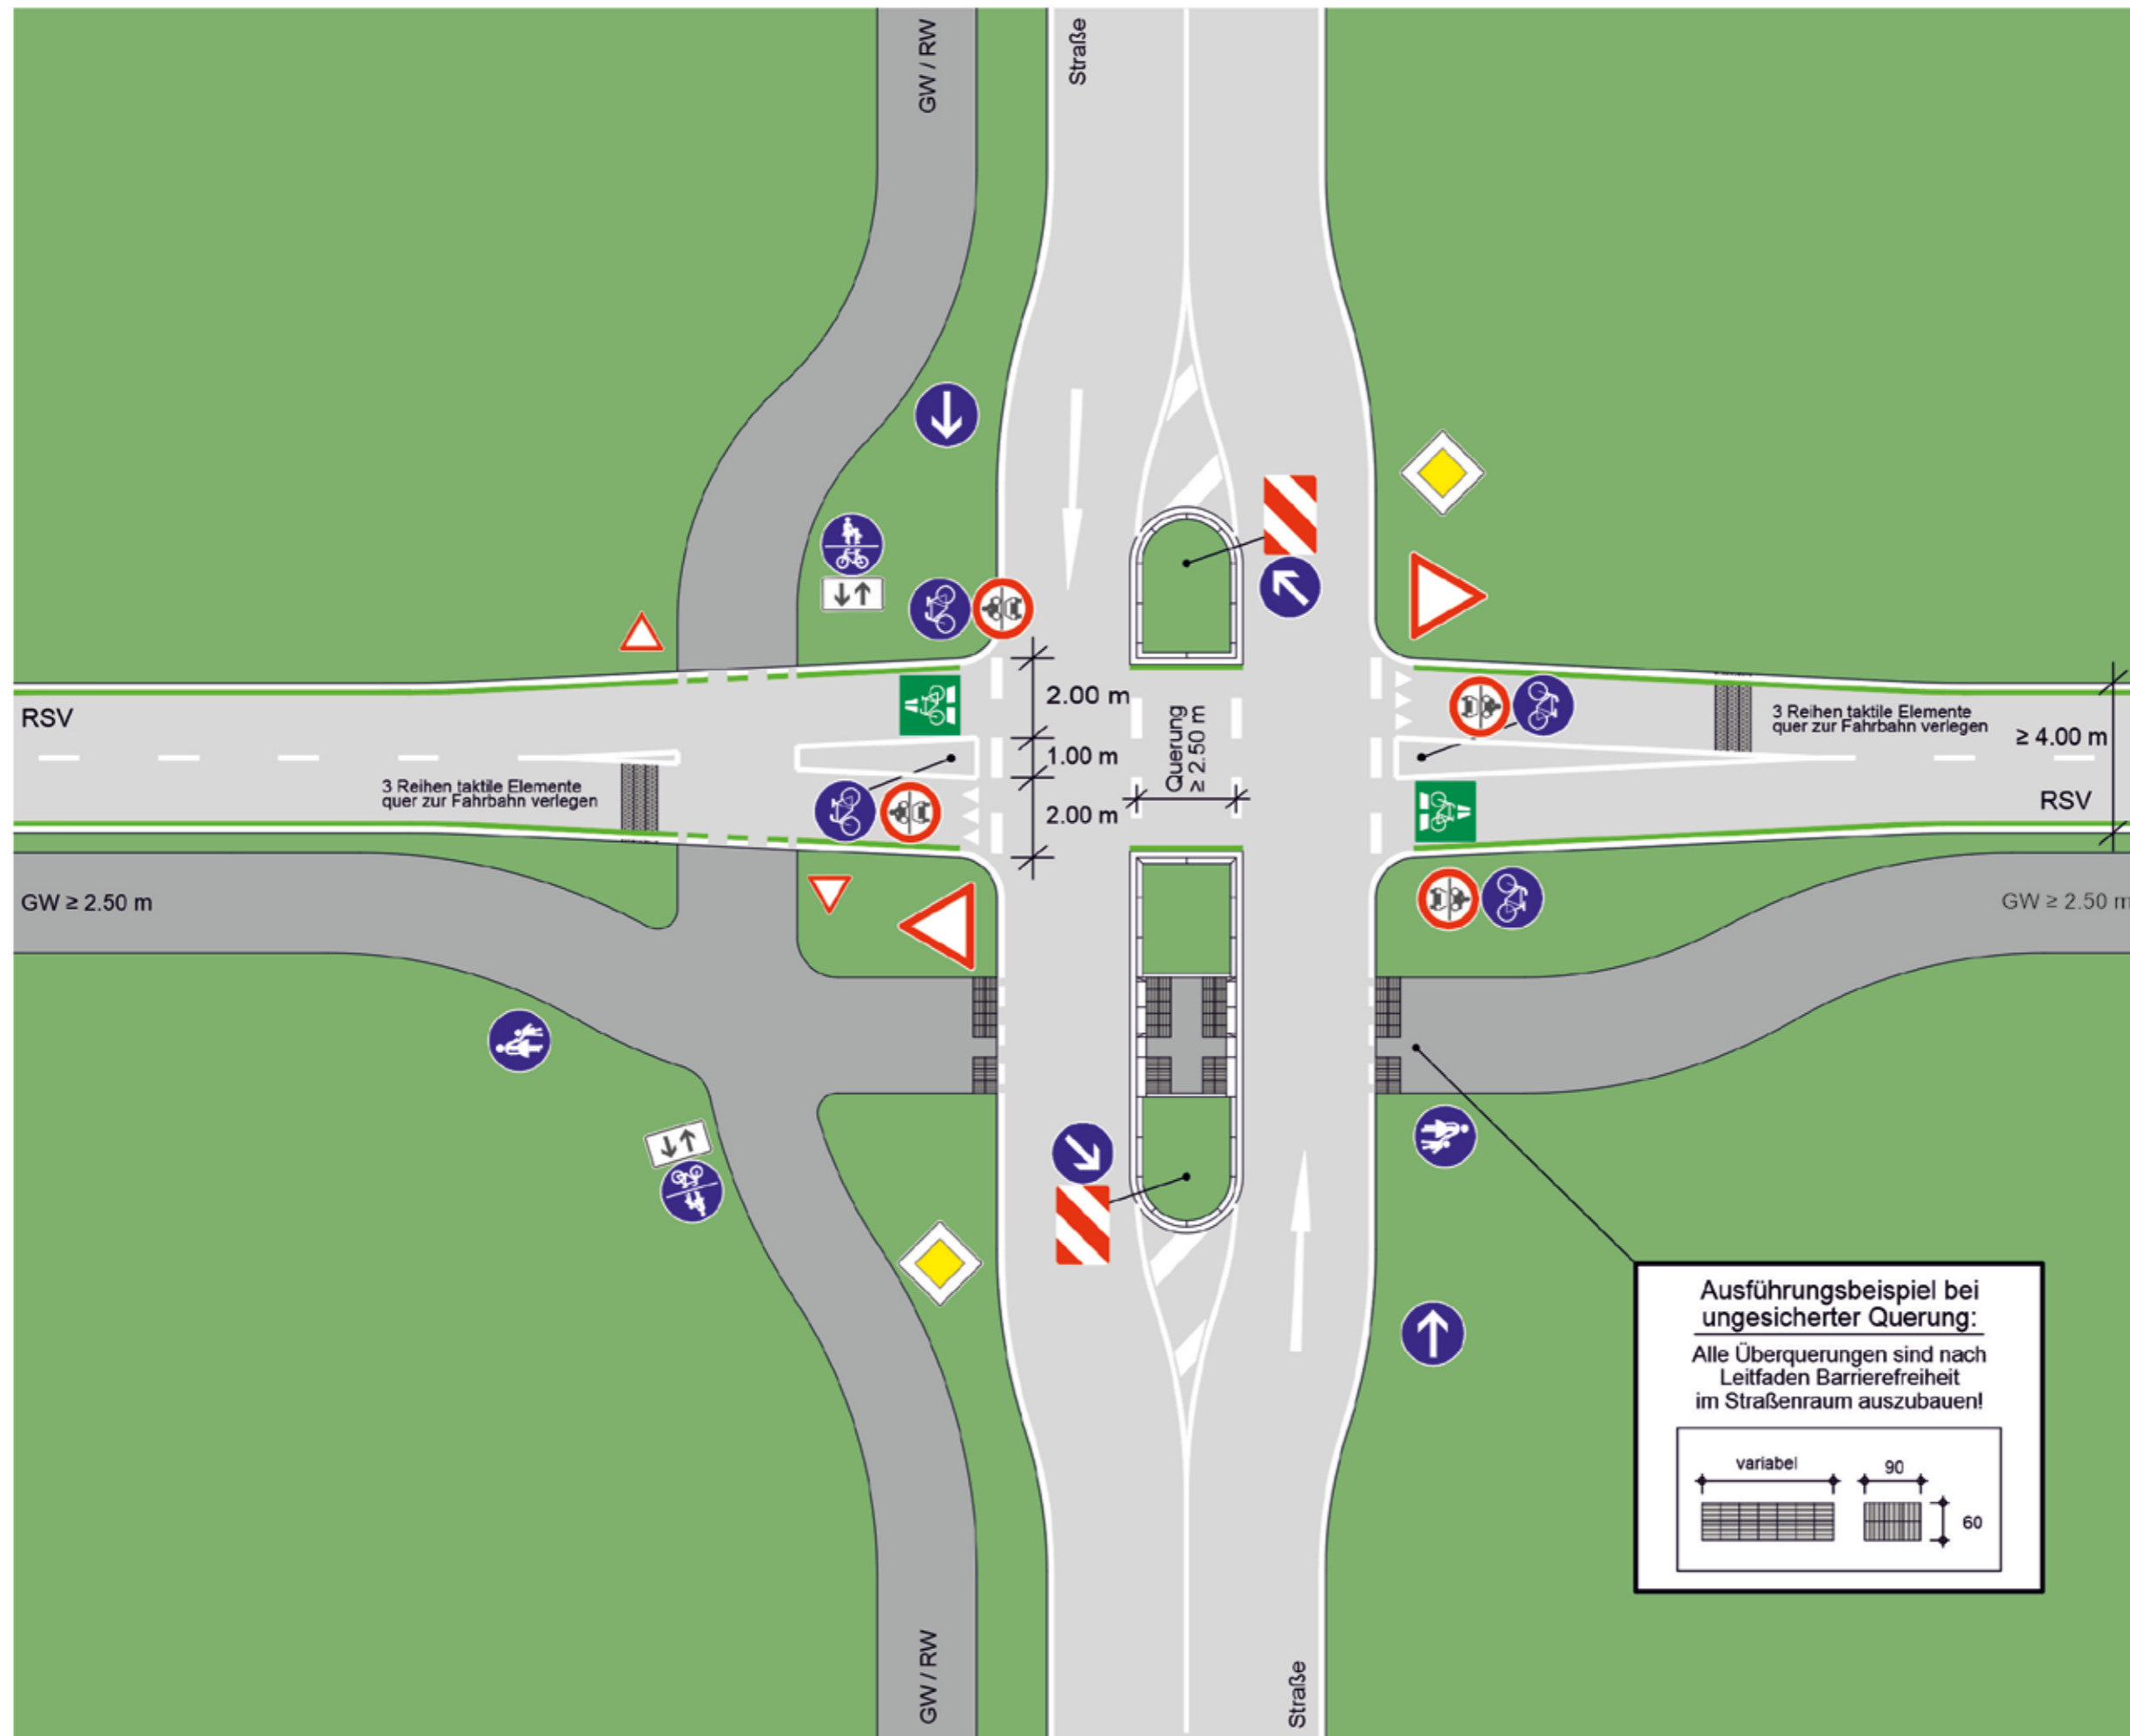 GW / RW
Straße
RSV
2.00 m
1.00 m
2.00 m
Querung
≥ 2.50 m
3 Reihen taktile Elemente
quer zur Fahrbahn verlegen
≥ 4.00 m
RSV
3 Reihen taktile Elemente
quer zur Fahrbahn verlegen
GW ≥ 2.50 m
GW ≥ 2.50 m
Ausführungsbeispiel bei
ungesicherter Querung:
Alle Überquerungen sind nach
Leitfaden Barrierefreiheit
im Straßenraum auszubauen!
variabel
90
60
GW / RW
Straße